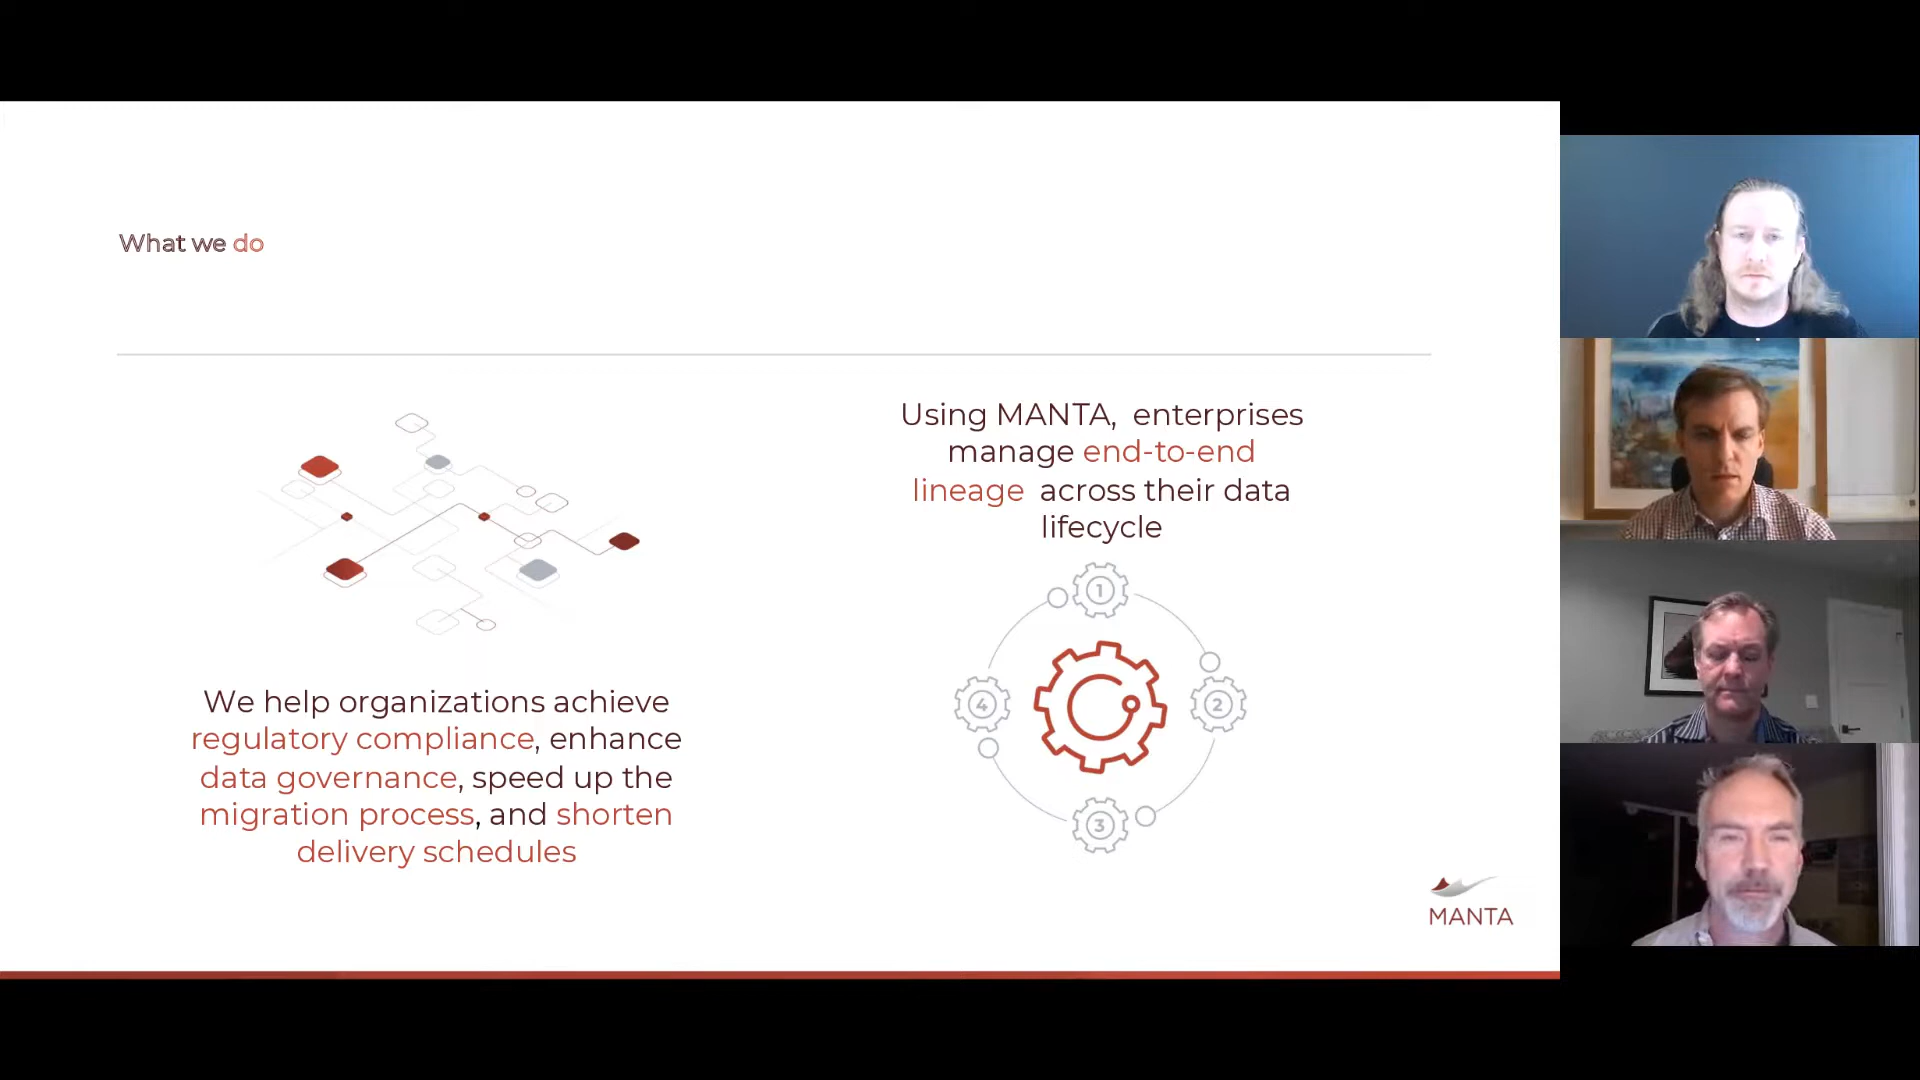 What we do
We help organizations achieve
regulatory compliance, enhance
data governance, speed up the
migration process, and shorten
delivery schedules
Using MANTA,  enterprises
manage end-to-end
lineage  across their data
lifecycle
1
2
3
4
MANTA